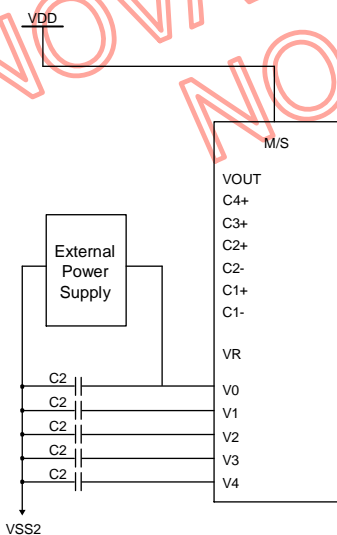 VDD
M/S
VOUT
C4+
C3+
C2+
C2-
C1+
C1-
External
Power
Supply
VR
C2
V0
C2
V1
C2
V2
C2
V3
C2
V4
VSS2